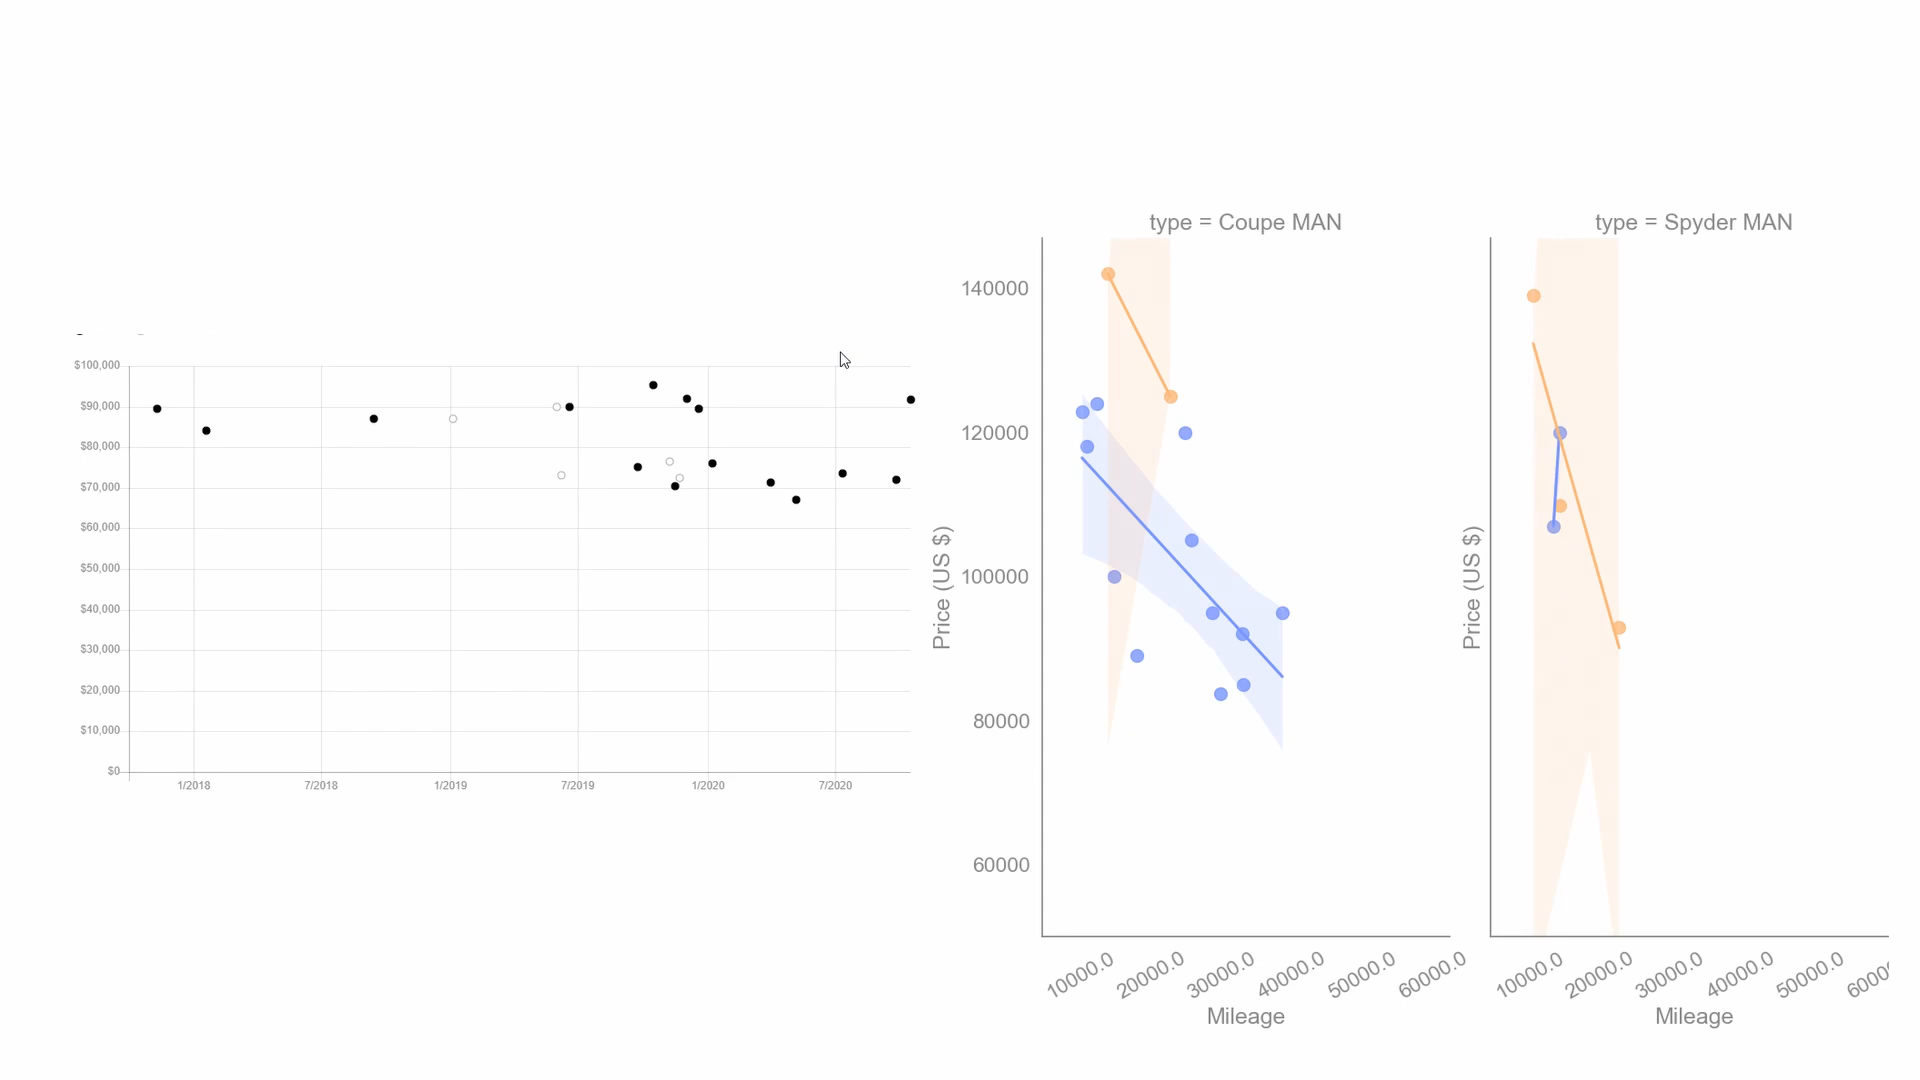 $100,000
$90,000
$80,000
$70,000
$60,000
$50,000
$40,000
$30,000
$20,000
$10,000
$0
1/2018 7/2018 1/2019 7/2019 1/2020 7/2020
type = Coupe MAN
Price (US $)
140000
120000
100000
80000
60000
10000.0 20000.0 30000.0 40000.0 50000.0 60000.0
Mileage
type = Spyder MAN
Price (US $)
10000.0 20000.0 30000.0 40000.0 50000.0
Mileage